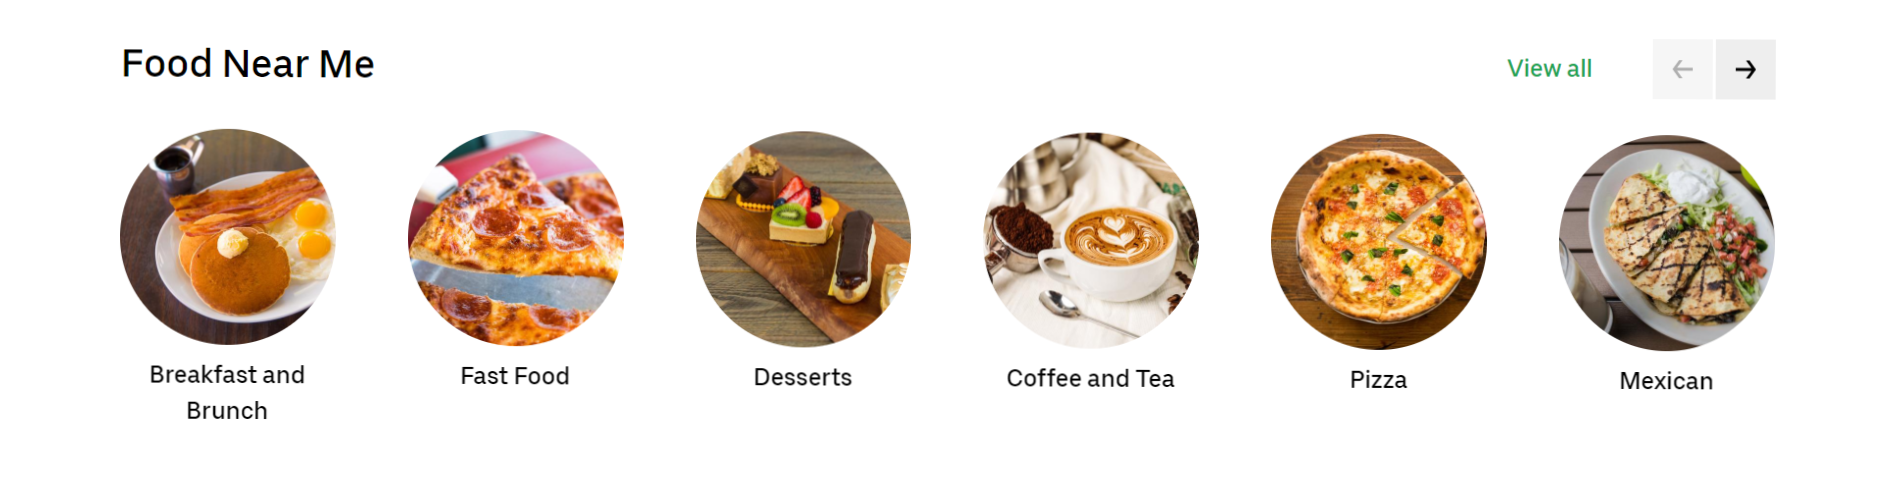 Food Near Me
View all
Breakfast and
Brunch
Fast Food
Desserts
Coffee and Tea
Pizza
Mexican